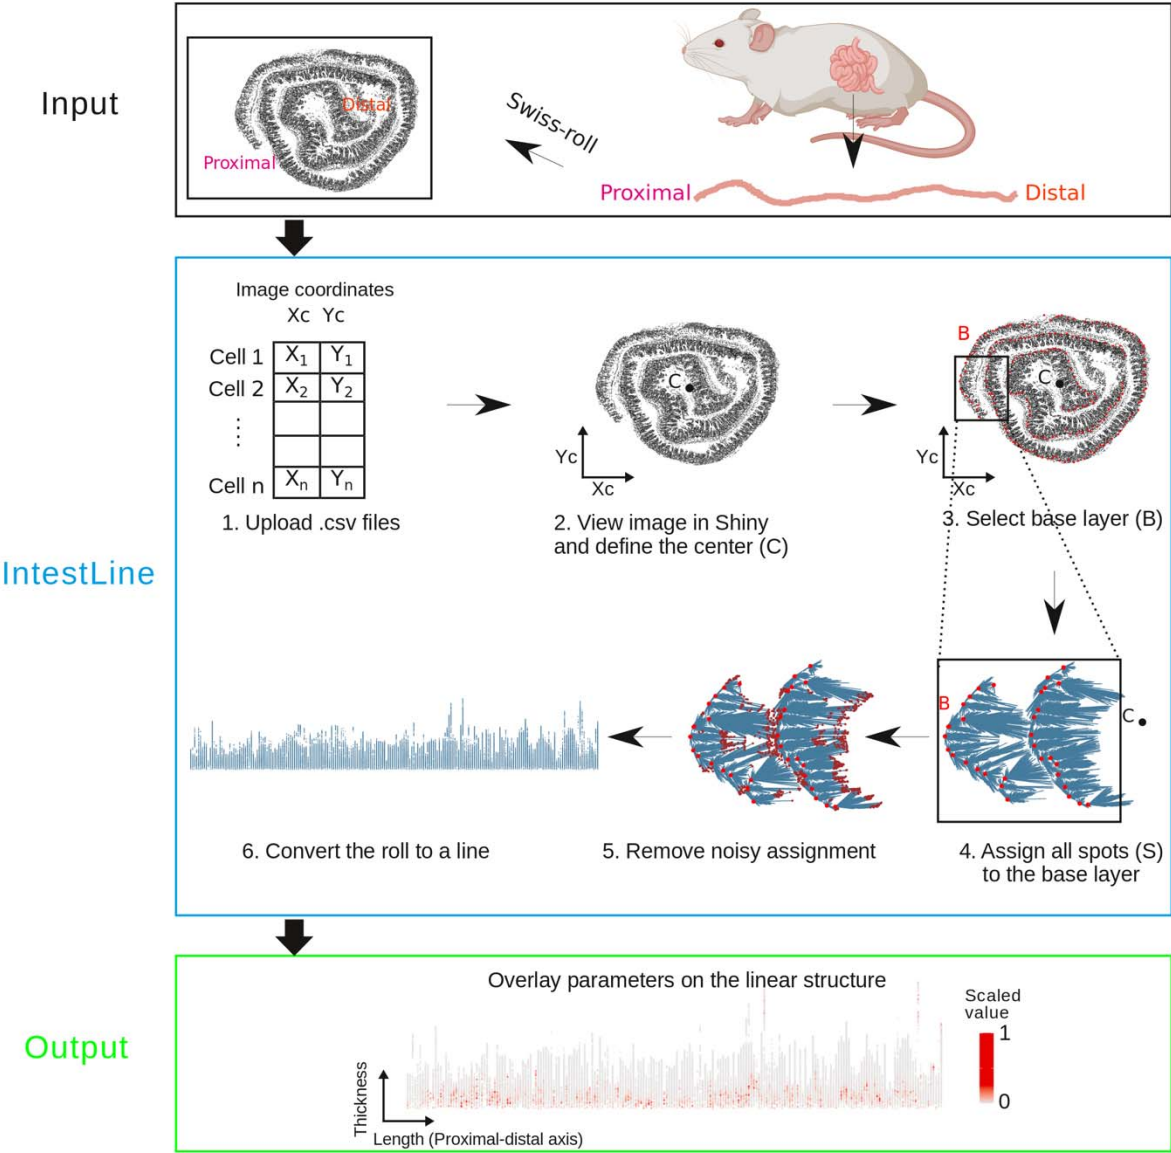 Input
Distal
Proximal
Swiss-roll
Proximal
Distal
IntestLine
Image coordinates
Xc Yc
Cell 1 X1 Y1
Cell 2 X2 Y2
⋮
Cell n Xn Yn
1. Upload .csv files
C
Yc
Xc
2. View image in Shiny
and define the center (C)
B
C
Yc
Xc
3. Select base layer (B)
B
C
4. Assign all spots (S)
to the base layer
5. Remove noisy assignment
6. Convert the roll to a line
Output
Overlay parameters on the linear structure
Scaled
value
1
0
Thickness
Length (Proximal-distal axis)